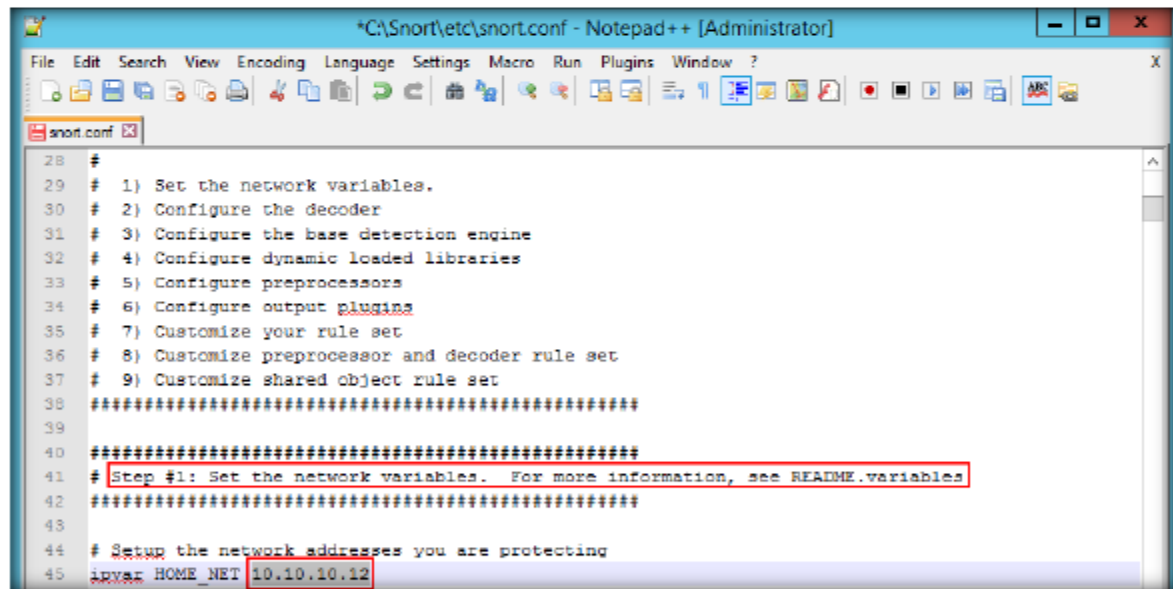 *C:\Snort\etc\snort.conf - Notepad++ [Administrator]
File Edit Search View Encoding Language Settings Macro Run Plugins Window ? X
snort.conf
28 #
29 # 1) Set the network variables.
30 # 2) Configure the decoder
31 # 3) Configure the base detection engine
32 # 4) Configure dynamic loaded libraries
33 # 5) Configure preprocessors
34 # 6) Configure output plugins
35 # 7) Customize your rule set
36 # 8) Customize preprocessor and decoder rule set
37 # 9) Customize shared object rule set
38 ###################################################
39
40 ###################################################
41 # Step #1: Set the network variables. For more information, see README.variables
42 ###################################################
43
44 # Setup the network addresses you are protecting
45 ipvar HOME_NET 10.10.10.12